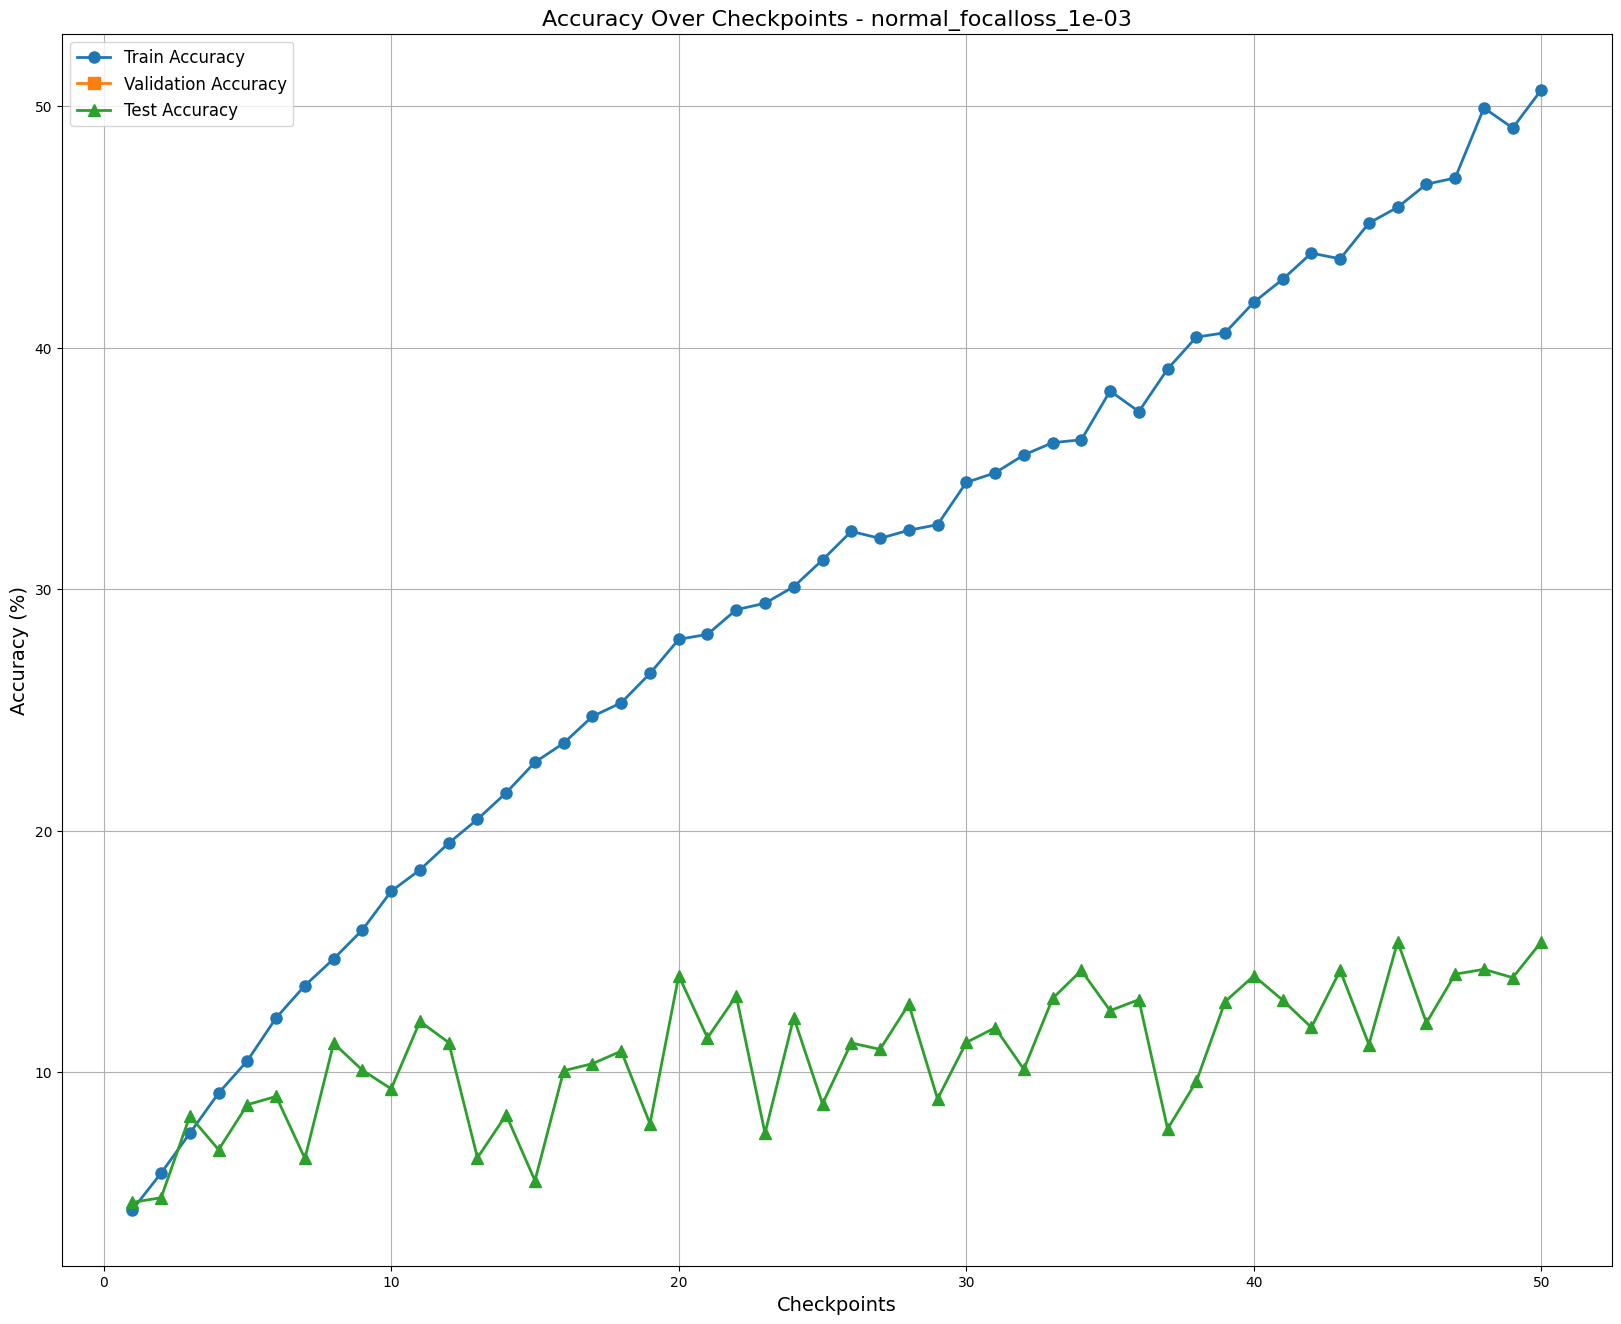 Accuracy Over Checkpoints - normal_focalloss_1e-03
Train Accuracy
Validation Accuracy
Test Accuracy
Accuracy (%)
50
40
30
20
10
0 10 20 30 40 50
Checkpoints